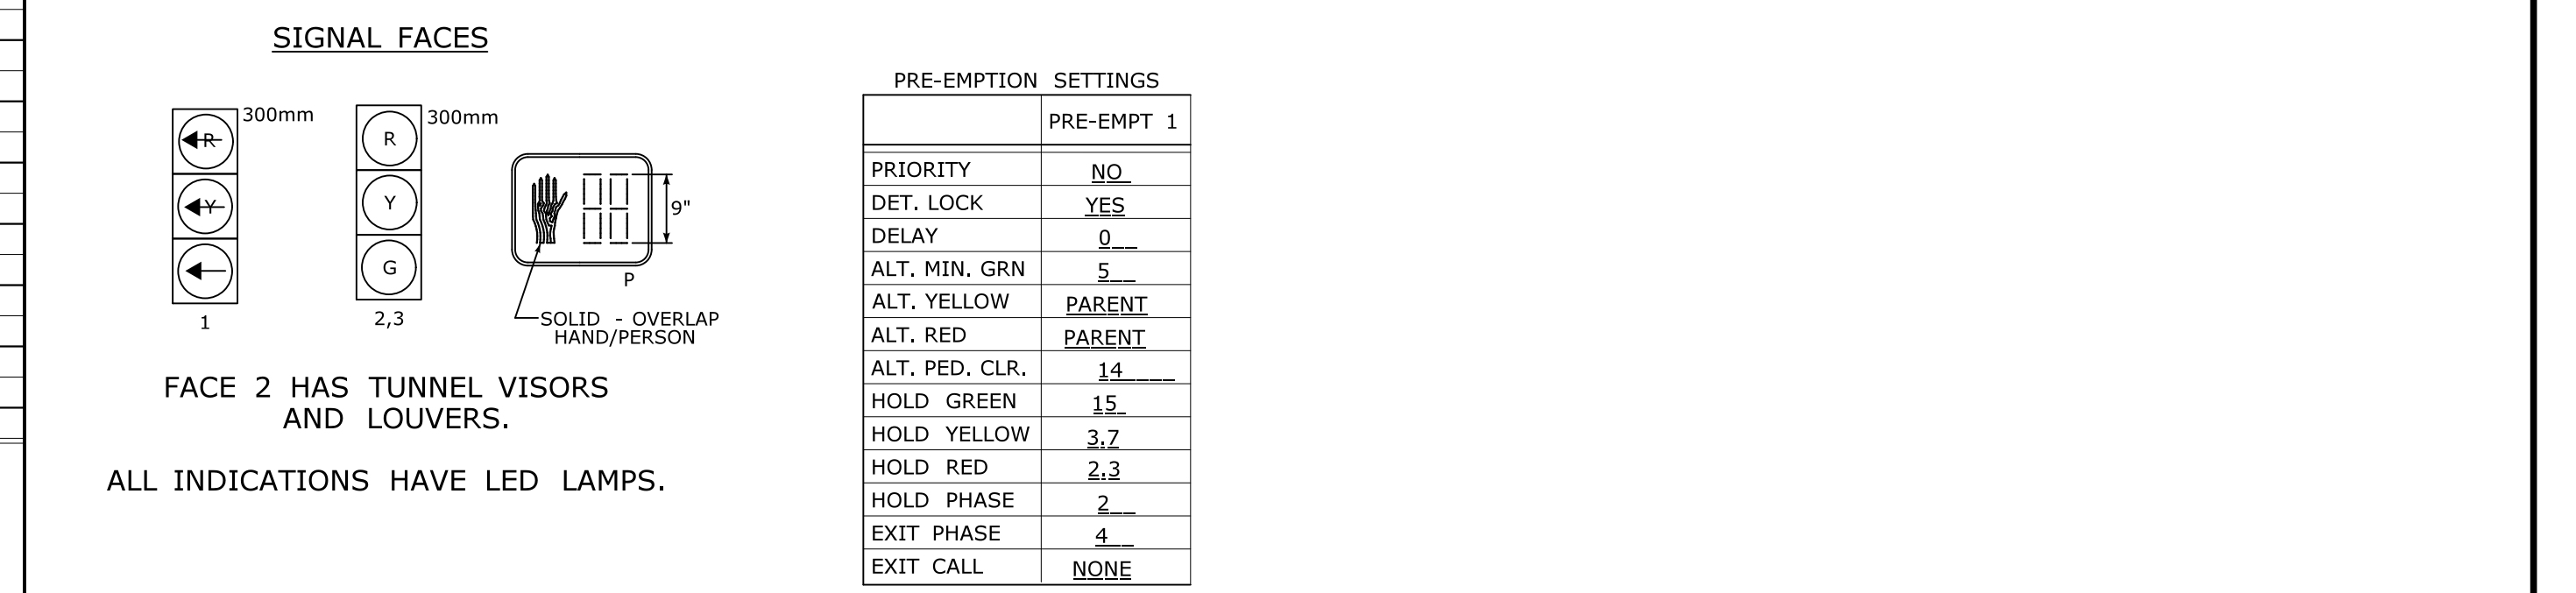 SIGNAL FACES
300mm
R
Y
1
300mm
R
Y
G
2,3
9"
P
SOLID - OVERLAP
HAND/PERSON
FACE 2 HAS TUNNEL VISORS
AND LOUVERS.
ALL INDICATIONS HAVE LED LAMPS.
PRE-EMPTION SETTINGS
PRE-EMPT 1
PRIORITY NO
DET. LOCK YES
DELAY 0
ALT. MIN. GRN 5
ALT. YELLOW PARENT
ALT. RED PARENT
ALT. PED. CLR. 14
HOLD GREEN 15
HOLD YELLOW 3.7
HOLD RED 2.3
HOLD PHASE 2
EXIT PHASE 4
EXIT CALL NONE